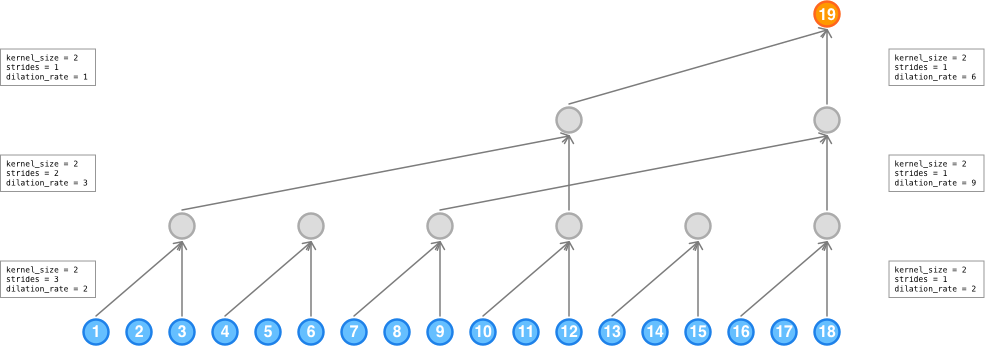 19
kernel_size = 2
strides = 1
dilation_rate = 1
kernel_size = 2
strides = 1
dilation_rate = 6
kernel_size = 2
strides = 2
dilation_rate = 3
kernel_size = 2
strides = 1
dilation_rate = 9
kernel_size = 2
strides = 3
dilation_rate = 2
kernel_size = 2
strides = 1
dilation_rate = 2
1 2 3 4 5 6 7 8 9 10 11 12 13 14 15 16 17 18